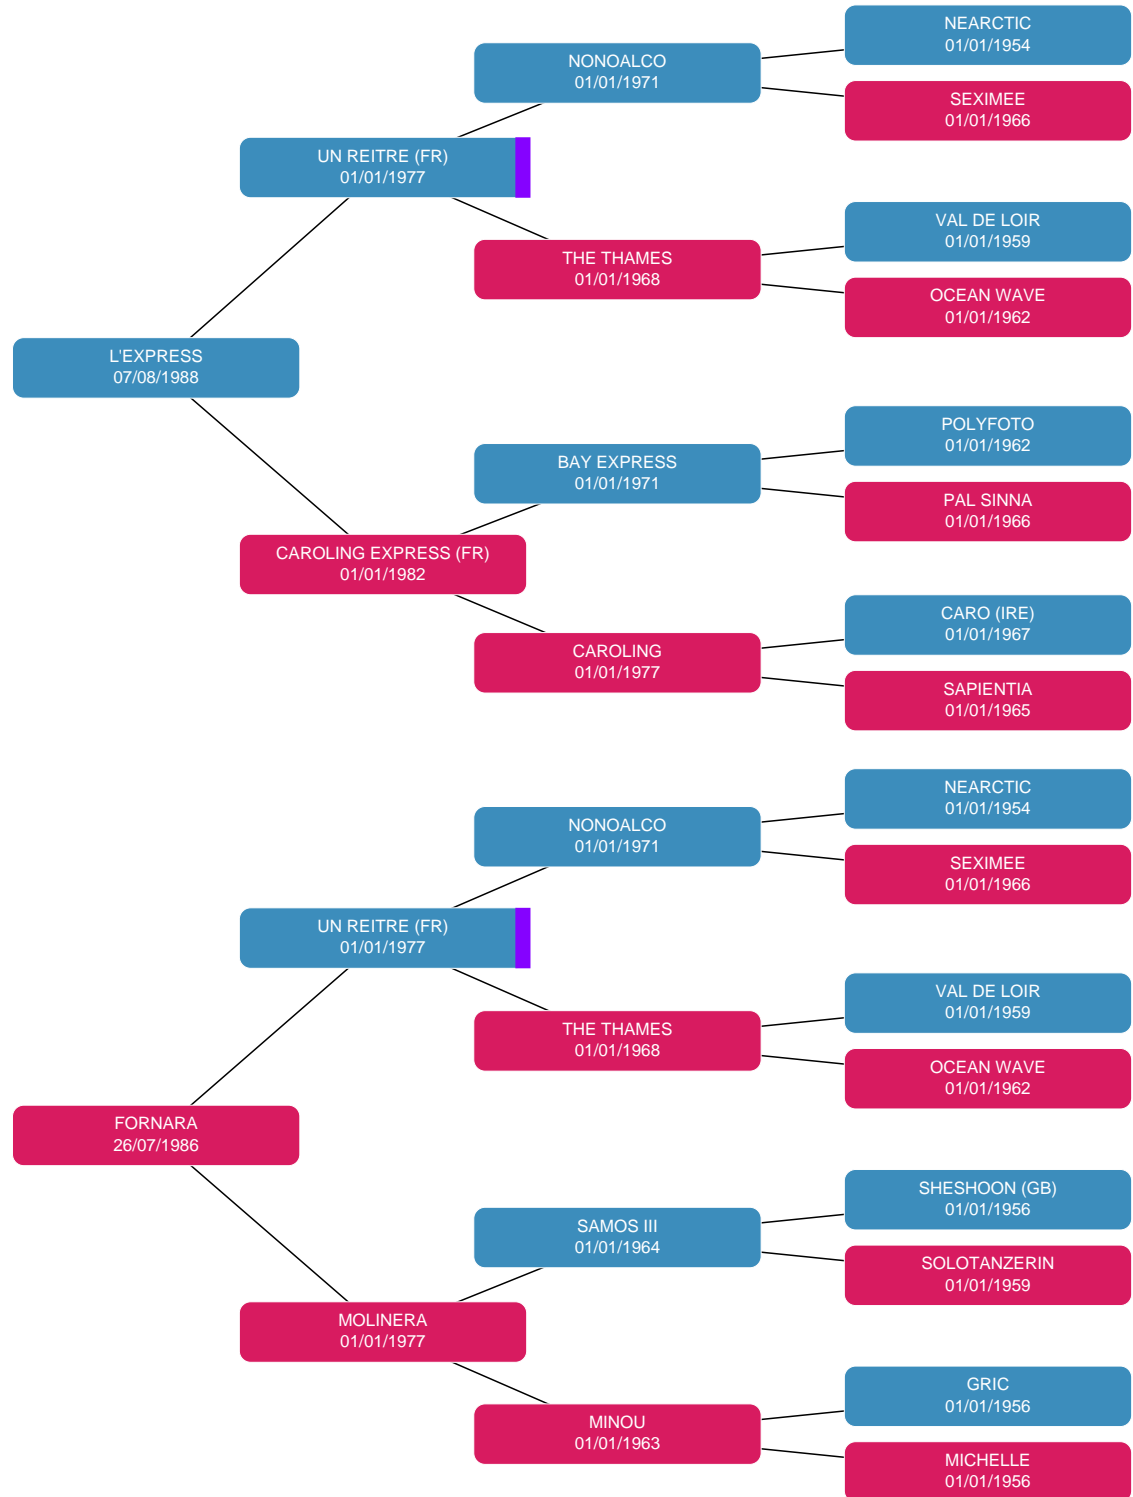 NEARCTIC
01/01/1954
NONOALCO
01/01/1971
SEXIMEE
01/01/1966
UN REITRE (FR)
01/01/1977
VAL DE LOIR
01/01/1959
THE THAMES
01/01/1968
OCEAN WAVE
01/01/1962
L'EXPRESS
07/08/1988
POLYFOTO
01/01/1962
BAY EXPRESS
01/01/1971
PAL SINNA
01/01/1966
CAROLING EXPRESS (FR)
01/01/1982
CARO (IRE)
01/01/1967
CAROLING
01/01/1977
SAPIENTIA
01/01/1965
NEARCTIC
01/01/1954
NONOALCO
01/01/1971
SEXIMEE
01/01/1966
UN REITRE (FR)
01/01/1977
VAL DE LOIR
01/01/1959
THE THAMES
01/01/1968
OCEAN WAVE
01/01/1962
FORNARA
26/07/1986
SHESHOON (GB)
01/01/1956
SAMOS III
01/01/1964
SOLOTANZERIN
01/01/1959
MOLINERA
01/01/1977
GRIC
01/01/1956
MINOU
01/01/1963
MICHELLE
01/01/1956